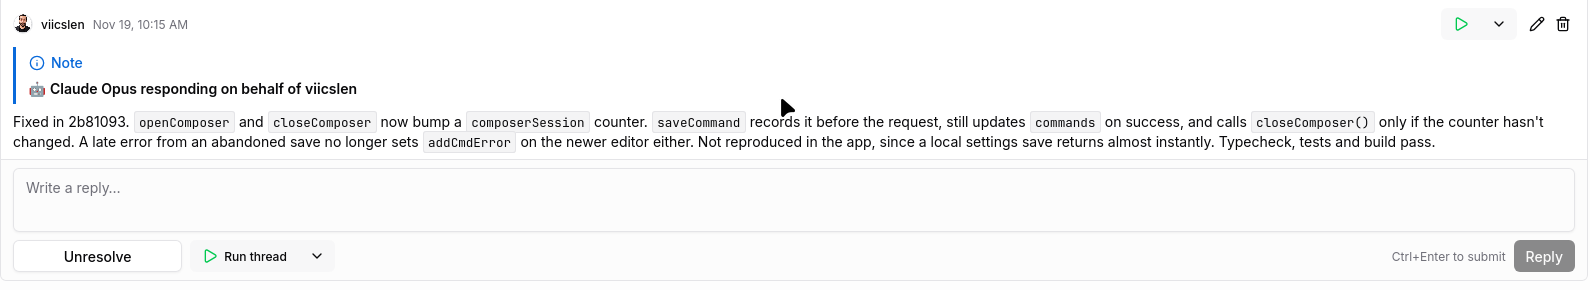 viicslen Nov 19, 10:15 AM
Note
🤖 Claude Opus responding on behalf of viicslen
Fixed in 2b81093. openComposer and closeComposer now bump a composerSession counter. saveCommand records it before the request, still updates commands on success, and calls closeComposer() only if the counter hasn't
changed. A late error from an abandoned save no longer sets addCmdError on the newer editor either. Not reproduced in the app, since a local settings save returns almost instantly. Typecheck, tests and build pass.
Write a reply...
Unresolve Run thread Ctrl+Enter to submit Reply